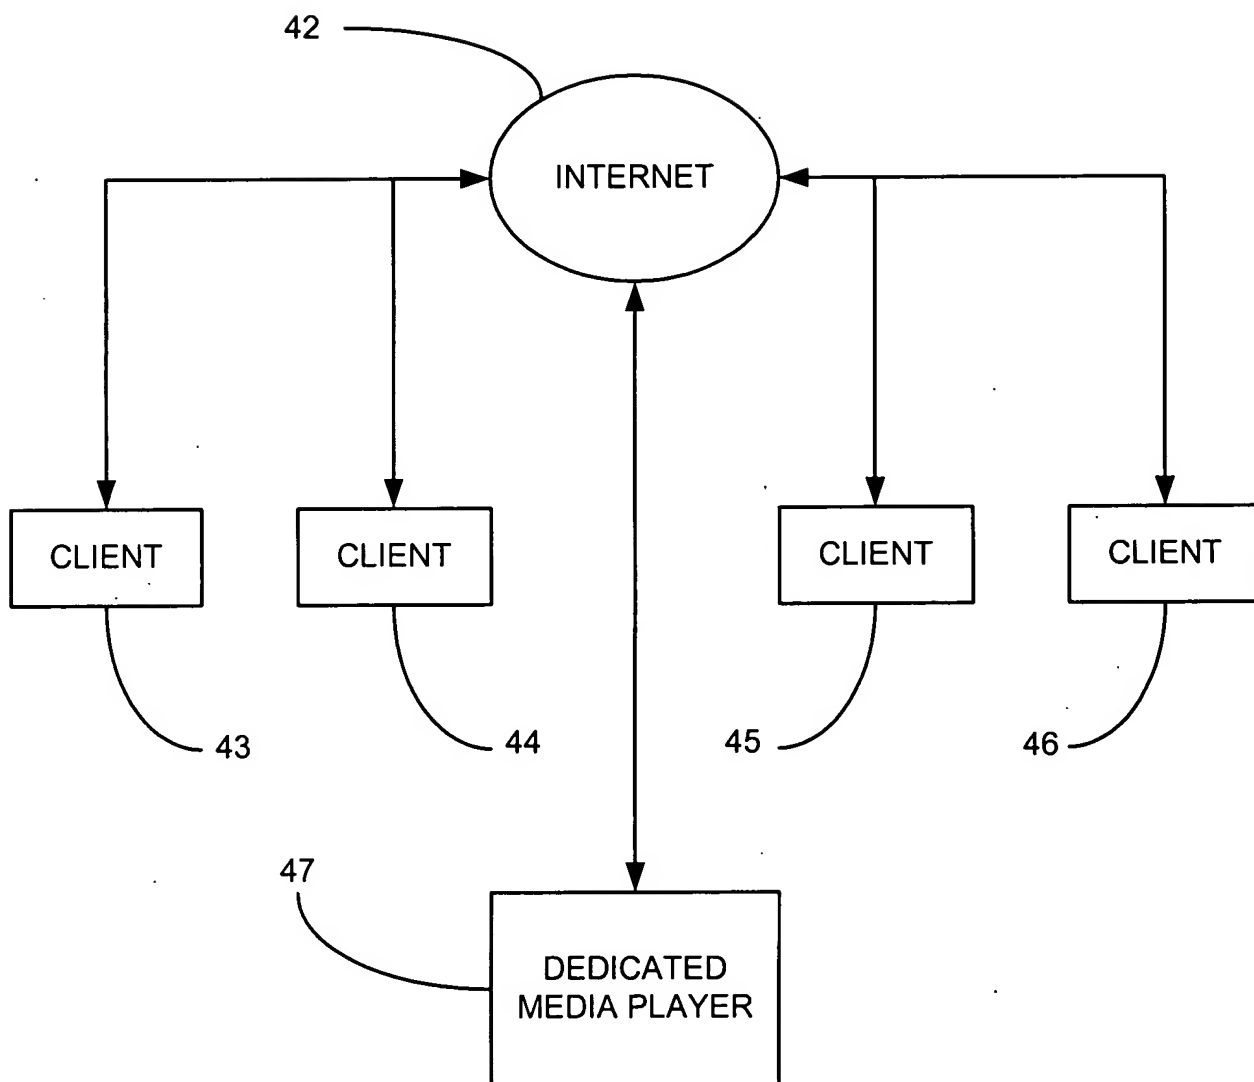 42
INTERNET
CLIENT
CLIENT
CLIENT
CLIENT
43
44
45
46
47
DEDICATED
MEDIA PLAYER